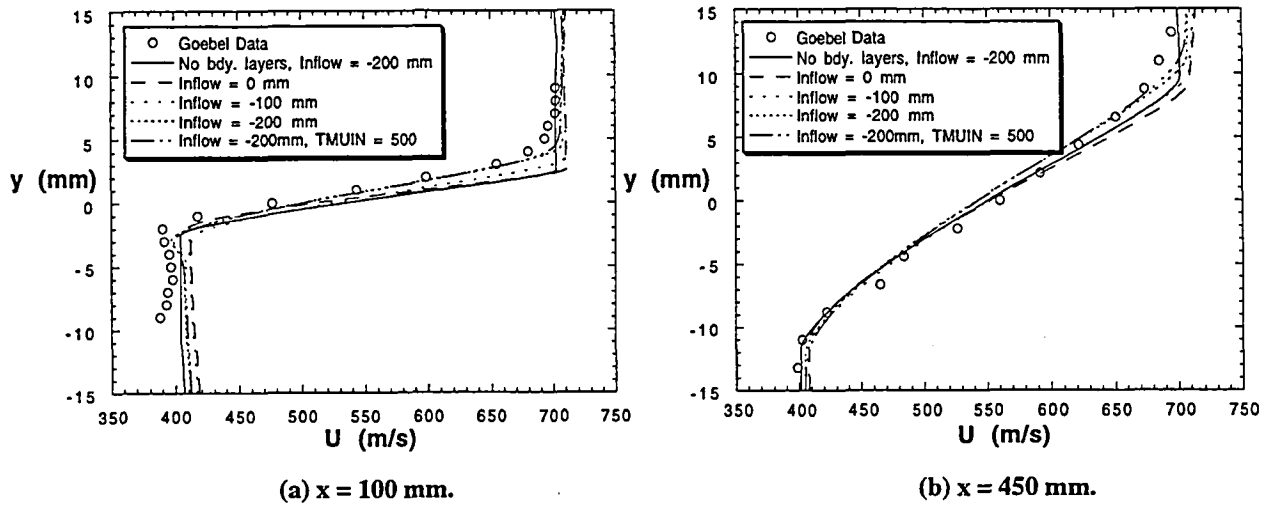 15
10
5
0
-5
-10
-15
y (mm)
Goebel Data
No bdy. layers, Inflow = -200 mm
Inflow = 0 mm
Inflow = -100 mm
Inflow = -200 mm
Inflow = -200mm, TMUIN = 500
350 400 450 500 550 600 650 700 750
U (m/s)
(a) x = 100 mm.
15
10
5
0
-5
-10
-15
y (mm)
Goebel Data
No bdy. layers, Inflow = -200 mm
Inflow = 0 mm
Inflow = -100 mm
Inflow = -200 mm
Inflow = -200mm, TMUIN = 500
350 400 450 500 550 600 650 700 750
U (m/s)
(b) x = 450 mm.